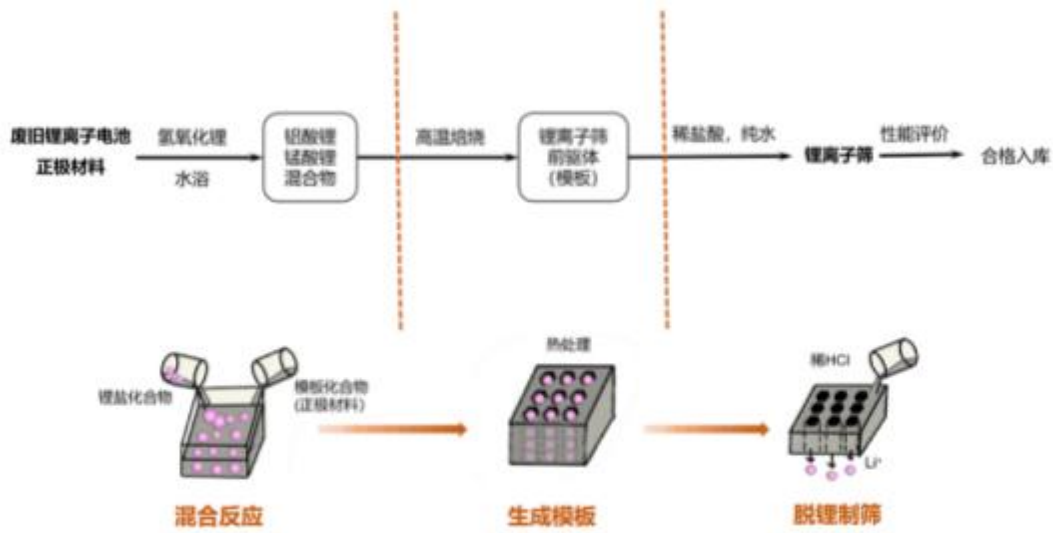 废旧锂离子电池
正极材料
氢氧化锂
水浴
铝酸锂
锰酸锂
混合物
高温焙烧
锂离子筛
前驱体
(模板)
稀盐酸，纯水
锂离子筛
性能评价
合格入库
锂盐化合物
模板化合物
(正极材料)
热处理
稀HCl
Li⁺
混合反应
生成模板
脱锂制筛